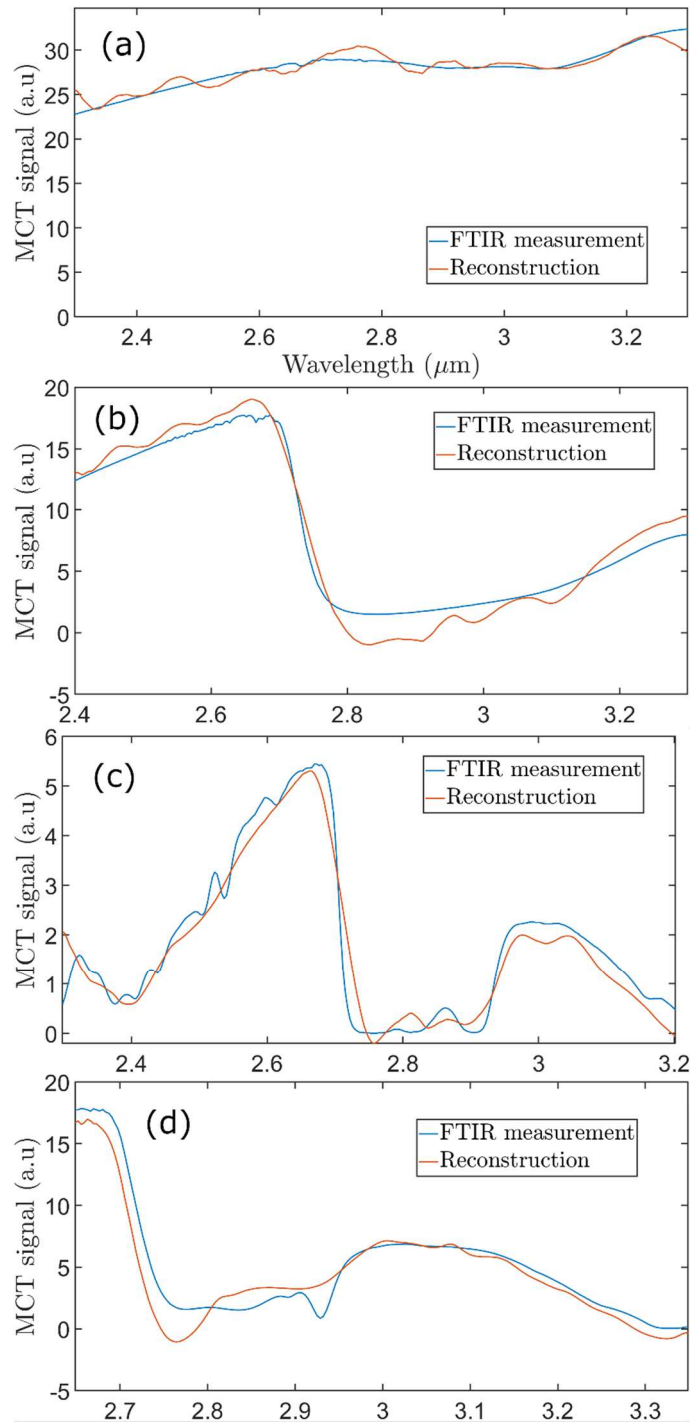 (a)
MCT signal (a.u)
30
25
20
15
10
5
0
FTIR measurement
Reconstruction
2.4 2.6 2.8 3 3.2
Wavelength (μm)
(b)
MCT signal (a.u)
20
15
10
5
0
-5
FTIR measurement
Reconstruction
2.4 2.6 2.8 3 3.2
(c)
MCT signal (a.u)
6
5
4
3
2
1
0
FTIR measurement
Reconstruction
2.4 2.6 2.8 3 3.2
(d)
MCT signal (a.u)
20
15
10
5
0
-5
FTIR measurement
Reconstruction
2.7 2.8 2.9 3 3.1 3.2 3.3